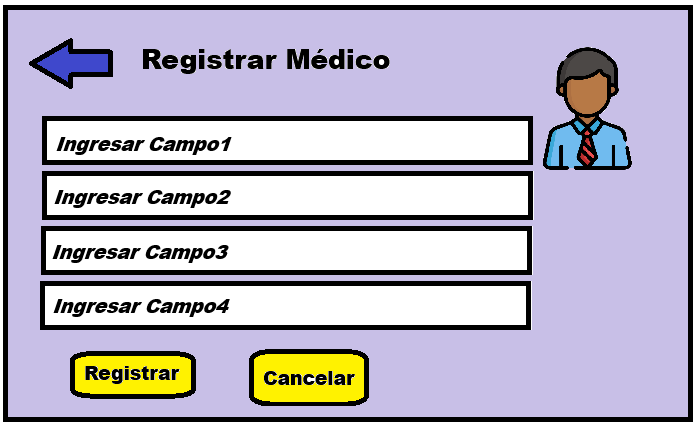 Registrar Médico
Ingresar Campo1
Ingresar Campo2
Ingresar Campo3
Ingresar Campo4
Registrar
Cancelar